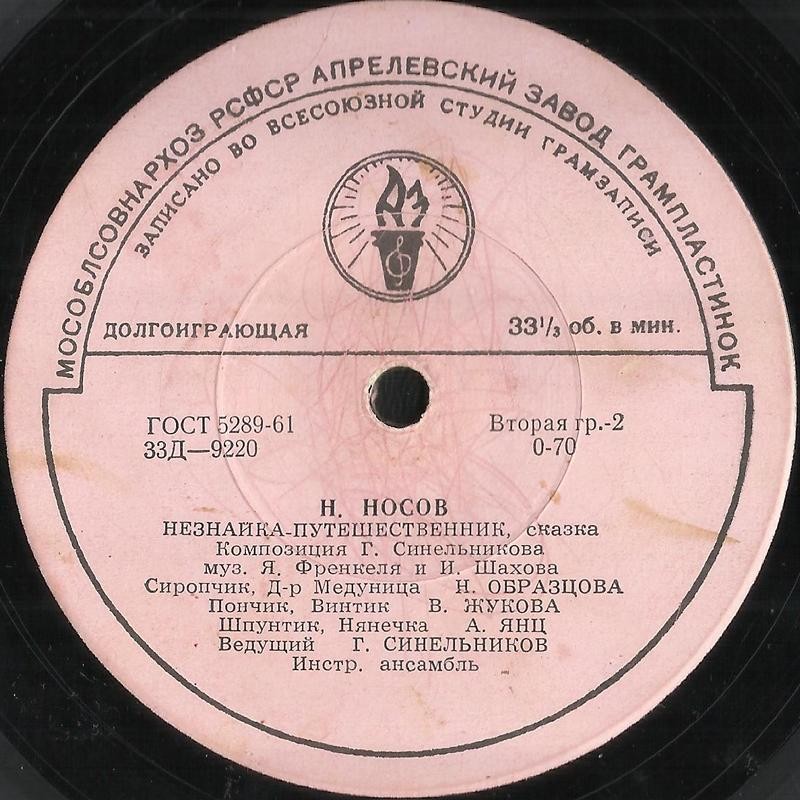 МОСОБЛСОВНАРХОЗ РСФСР АПРЕЛЕВСКИЙ ЗАВОД ГРАМПЛАСТИНОК
ЗАПИСАНО ВО ВСЕСОЮЗНОЙ СТУДИИ ГРАМЗАПИСИ
АЗ
ДОЛГОИГРАЮЩАЯ 33⅓ об. в мин.
ГОСТ 5289-61 Вторая гр.-2
33Д—9220 0-70
Н. НОСОВ
НЕЗНАЙКА-ПУТЕШЕСТВЕННИК, сказка
Композиция Г. Синельникова
муз. Я. Френкеля и И. Шахова
Сиропчик, Д-р Медуница Н. ОБРАЗЦОВА
Пончик, Винтик В. ЖУКОВА
Шпунтик, Нянечка А. ЯНЦ
Ведущий Г. СИНЕЛЬНИКОВ
Инстр. ансамбль